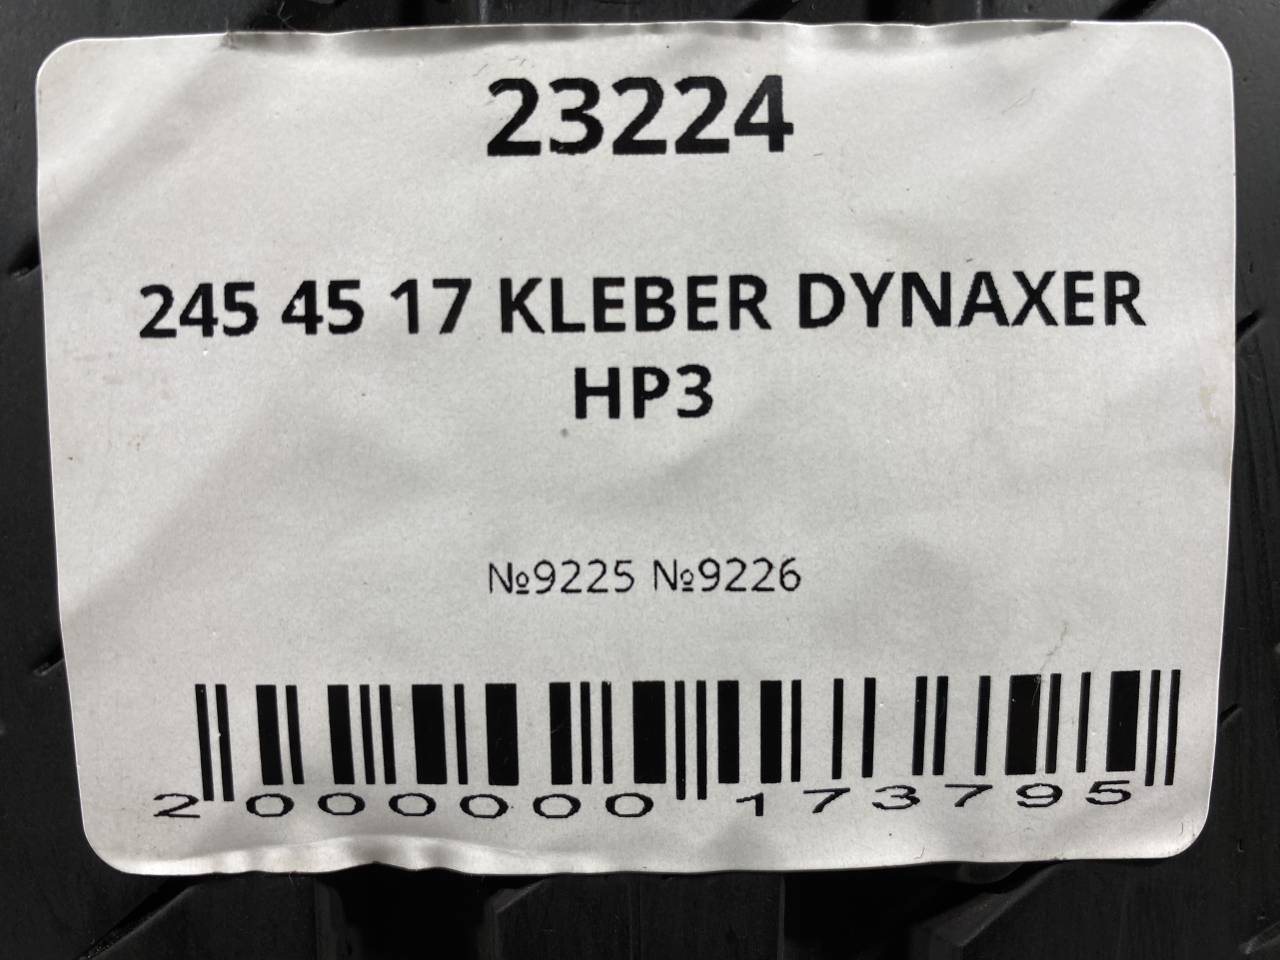 23224
245 45 17 KLEBER DYNAXER
HP3
№9225 №9226
2 000000 173795